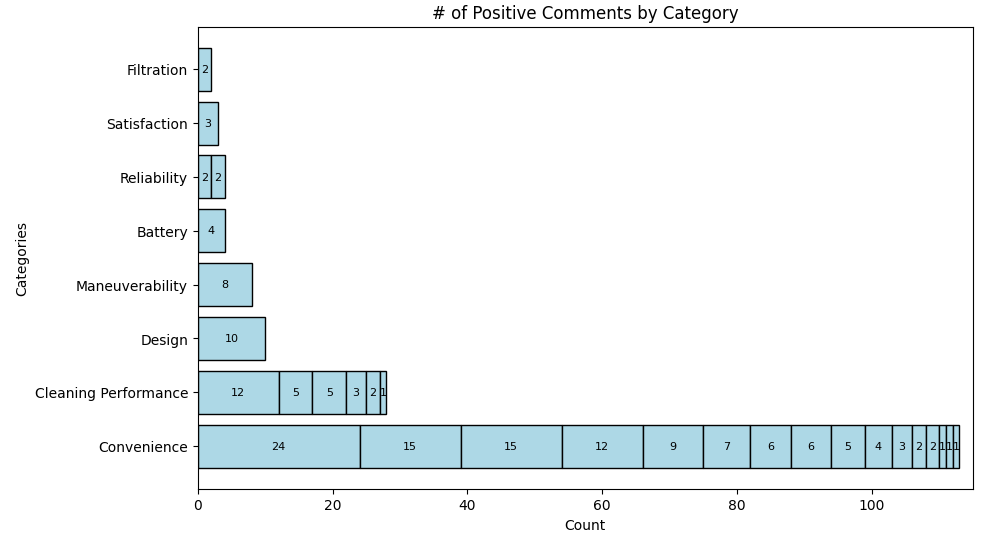 # of Positive Comments by Category
Filtration
2
Satisfaction
3
Reliability
2 2
Battery
4
Maneuverability
8
Design
10
Cleaning Performance
12 5 5 3 2 1
Convenience
24 15 15 12 9 7 6 6 5 4 3 2 2 1 1 1
0 20 40 60 80 100
Count
Categories